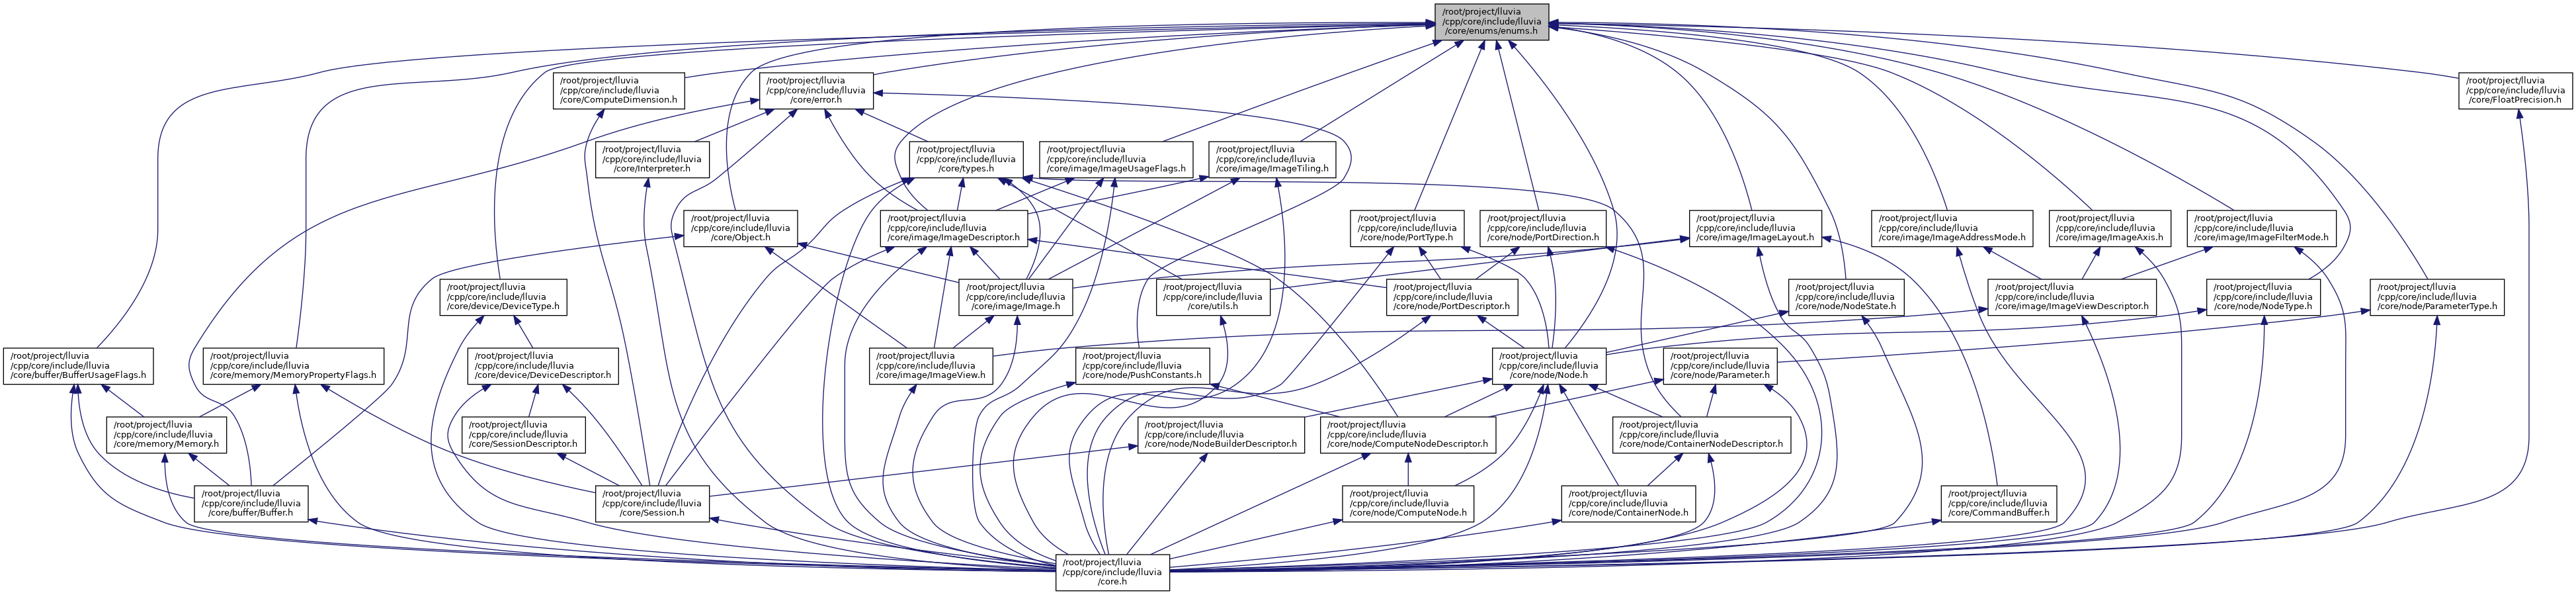 /root/project/lluvia
/cpp/core/include/lluvia
/core/enums/enums.h
/root/project/lluvia
/cpp/core/include/lluvia
/core/ComputeDimension.h
/root/project/lluvia
/cpp/core/include/lluvia
/core/error.h
/root/project/lluvia
/cpp/core/include/lluvia
/core/FloatPrecision.h
/root/project/lluvia
/cpp/core/include/lluvia
/core/Interpreter.h
/root/project/lluvia
/cpp/core/include/lluvia
/core/types.h
/root/project/lluvia
/cpp/core/include/lluvia
/core/image/ImageUsageFlags.h
/root/project/lluvia
/cpp/core/include/lluvia
/core/image/ImageTiling.h
/root/project/lluvia
/cpp/core/include/lluvia
/core/Object.h
/root/project/lluvia
/cpp/core/include/lluvia
/core/image/ImageDescriptor.h
/root/project/lluvia
/cpp/core/include/lluvia
/core/node/PortType.h
/root/project/lluvia
/cpp/core/include/lluvia
/core/node/PortDirection.h
/root/project/lluvia
/cpp/core/include/lluvia
/core/image/ImageLayout.h
/root/project/lluvia
/cpp/core/include/lluvia
/core/image/ImageAddressMode.h
/root/project/lluvia
/cpp/core/include/lluvia
/core/image/ImageAxis.h
/root/project/lluvia
/cpp/core/include/lluvia
/core/image/ImageFilterMode.h
/root/project/lluvia
/cpp/core/include/lluvia
/core/device/DeviceType.h
/root/project/lluvia
/cpp/core/include/lluvia
/core/image/Image.h
/root/project/lluvia
/cpp/core/include/lluvia
/core/utils.h
/root/project/lluvia
/cpp/core/include/lluvia
/core/node/PortDescriptor.h
/root/project/lluvia
/cpp/core/include/lluvia
/core/node/NodeState.h
/root/project/lluvia
/cpp/core/include/lluvia
/core/image/ImageViewDescriptor.h
/root/project/lluvia
/cpp/core/include/lluvia
/core/node/NodeType.h
/root/project/lluvia
/cpp/core/include/lluvia
/core/node/ParameterType.h
/root/project/lluvia
/cpp/core/include/lluvia
/core/buffer/BufferUsageFlags.h
/root/project/lluvia
/cpp/core/include/lluvia
/core/memory/MemoryPropertyFlags.h
/root/project/lluvia
/cpp/core/include/lluvia
/core/device/DeviceDescriptor.h
/root/project/lluvia
/cpp/core/include/lluvia
/core/image/ImageView.h
/root/project/lluvia
/cpp/core/include/lluvia
/core/node/PushConstants.h
/root/project/lluvia
/cpp/core/include/lluvia
/core/node/Node.h
/root/project/lluvia
/cpp/core/include/lluvia
/core/node/Parameter.h
/root/project/lluvia
/cpp/core/include/lluvia
/core/memory/Memory.h
/root/project/lluvia
/cpp/core/include/lluvia
/core/SessionDescriptor.h
/root/project/lluvia
/cpp/core/include/lluvia
/core/node/NodeBuilderDescriptor.h
/root/project/lluvia
/cpp/core/include/lluvia
/core/node/ComputeNodeDescriptor.h
/root/project/lluvia
/cpp/core/include/lluvia
/core/node/ContainerNodeDescriptor.h
/root/project/lluvia
/cpp/core/include/lluvia
/core/buffer/Buffer.h
/root/project/lluvia
/cpp/core/include/lluvia
/core/Session.h
/root/project/lluvia
/cpp/core/include/lluvia
/core/node/ComputeNode.h
/root/project/lluvia
/cpp/core/include/lluvia
/core/node/ContainerNode.h
/root/project/lluvia
/cpp/core/include/lluvia
/core/CommandBuffer.h
/root/project/lluvia
/cpp/core/include/lluvia
/core.h